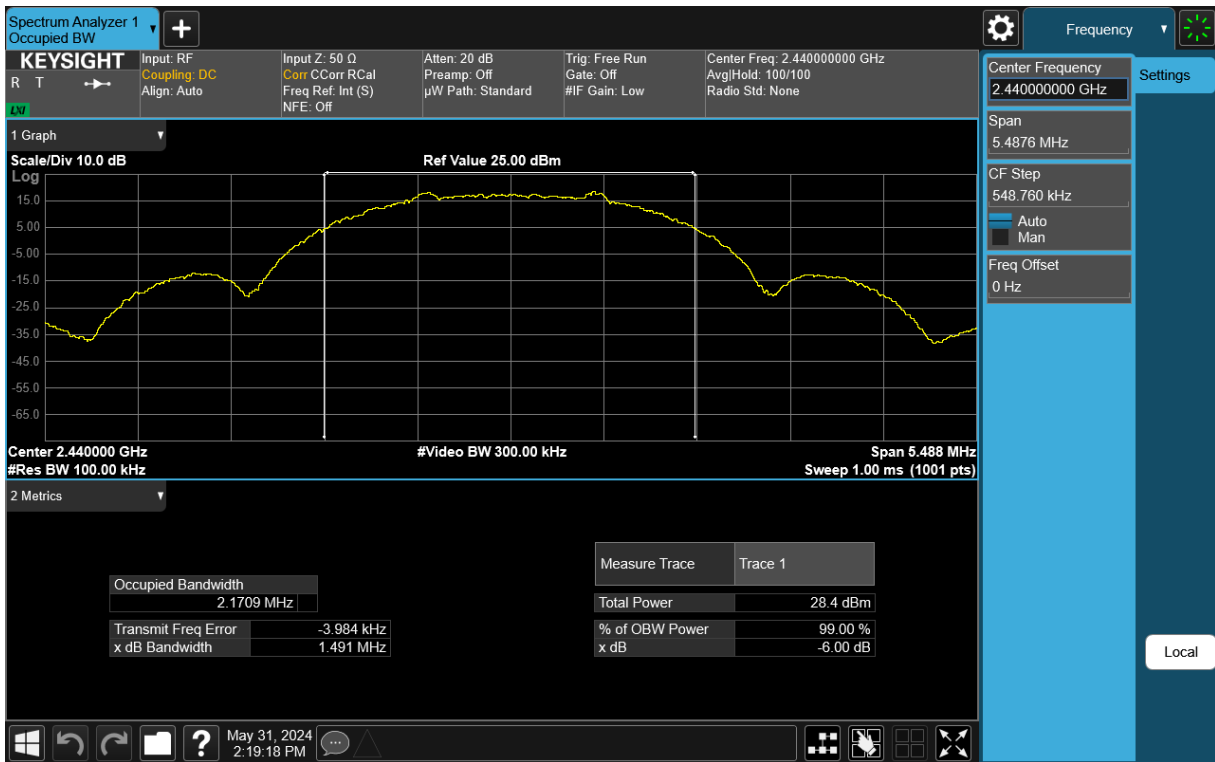 Spectrum Analyzer 1
Occupied BW
Frequency
KEYSIGHT
R T
LXI
Input: RF
Coupling: DC
Align: Auto
Input Z: 50 Ω
Corr CCorr RCal
Freq Ref: Int (S)
NFE: Off
Atten: 20 dB
Preamp: Off
µW Path: Standard
Trig: Free Run
Gate: Off
#IF Gain: Low
Center Freq: 2.440000000 GHz
Avg|Hold: 100/100
Radio Std: None
Center Frequency
2.440000000 GHz
Settings
Span
5.4876 MHz
CF Step
548.760 kHz
Auto
Man
Freq Offset
0 Hz
Local
1 Graph
Scale/Div 10.0 dB
Ref Value 25.00 dBm
Log
15.0
5.00
-5.00
-15.0
-25.0
-35.0
-45.0
-55.0
-65.0
Center 2.440000 GHz
#Video BW 300.00 kHz
Span 5.488 MHz
#Res BW 100.00 kHz
Sweep 1.00 ms (1001 pts)
2 Metrics
Measure Trace Trace 1
Occupied Bandwidth
2.1709 MHz
Total Power 28.4 dBm
Transmit Freq Error -3.984 kHz
% of OBW Power 99.00 %
x dB Bandwidth 1.491 MHz
x dB -6.00 dB
?
May 31, 2024
2:19:18 PM